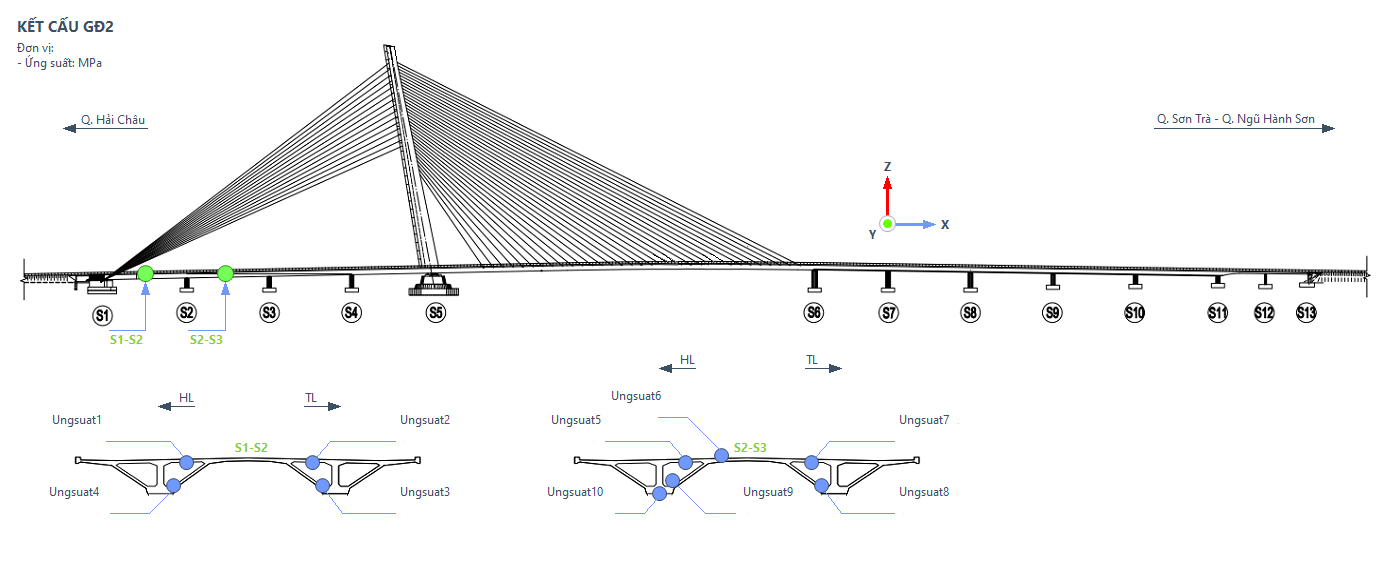 KẾT CẤU GĐ2
Đơn vị:
- Ứng suất: MPa
Q. Hải Châu
Q. Sơn Trà - Q. Ngũ Hành Sơn
Z
Y
X
S1
S2
S3
S4
S5
S6
S7
S8
S9
S10
S11
S12
S13
S1-S2
S2-S3
HL
TL
Ungsuat1
Ungsuat2
S1-S2
Ungsuat4
Ungsuat3
HL
TL
Ungsuat6
Ungsuat5
Ungsuat7
S2-S3
Ungsuat10
Ungsuat9
Ungsuat8